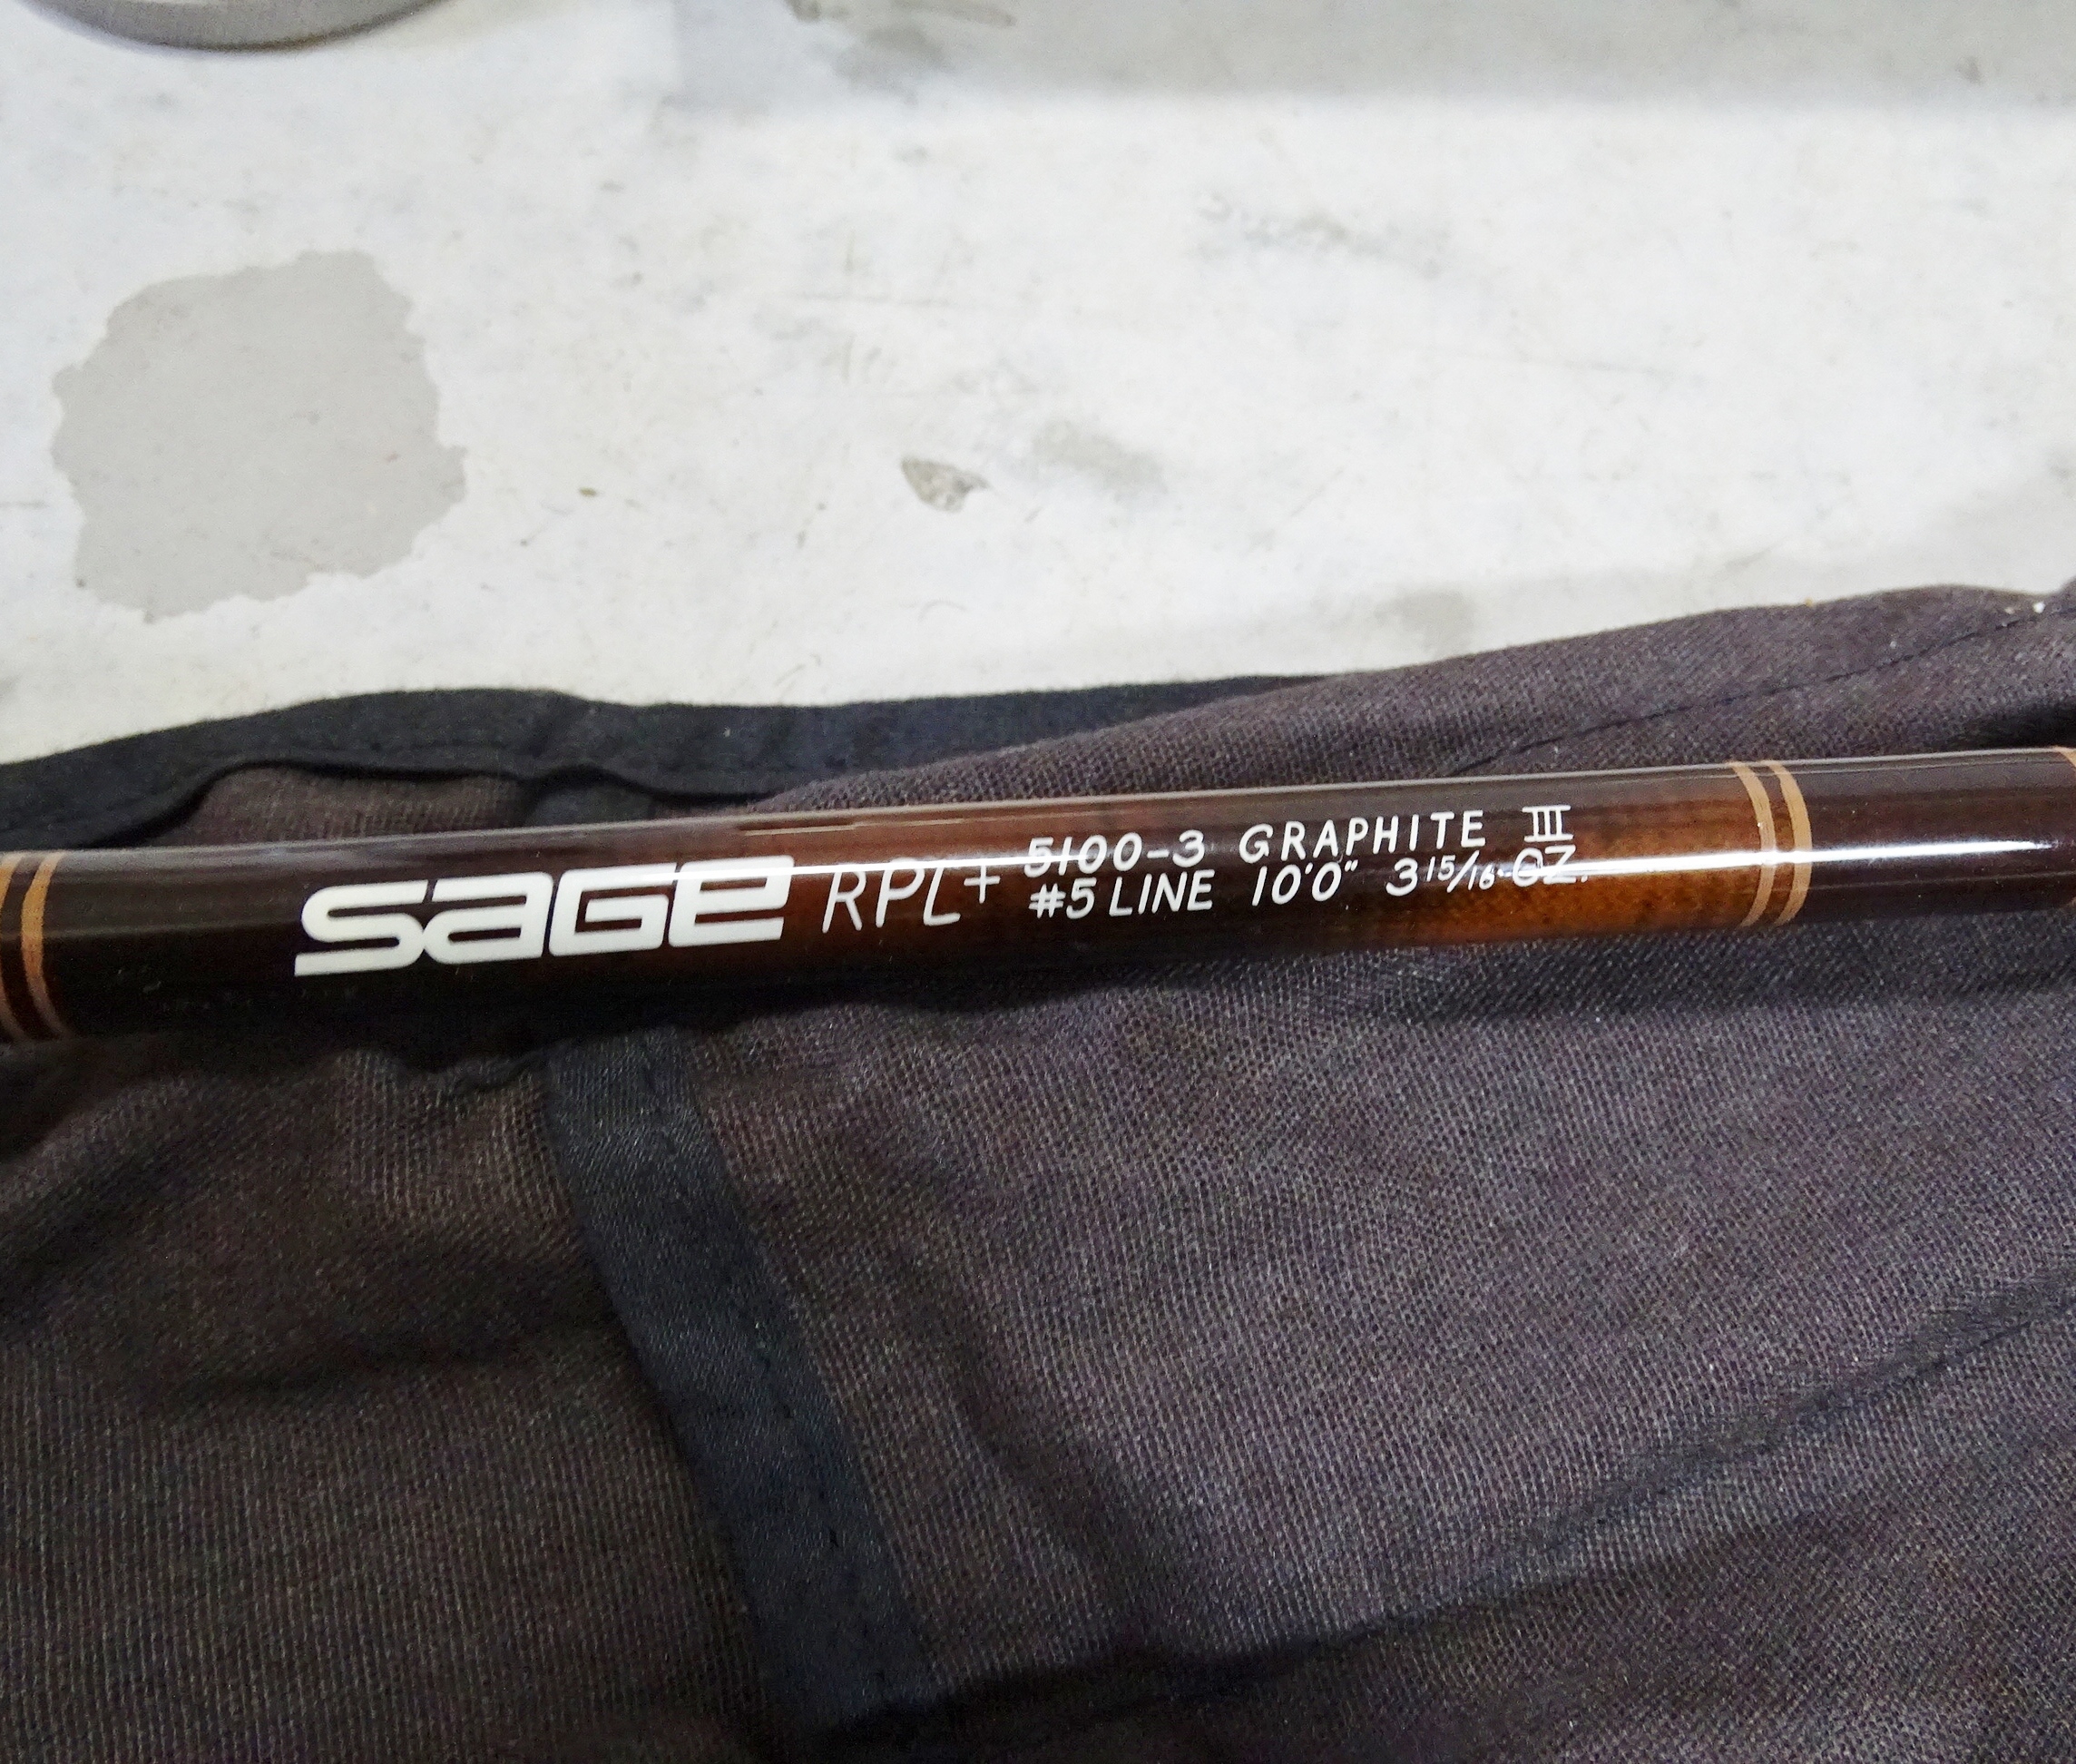 SAGE RPL+ 5100-3 GRAPHITE III
#5 LINE 10'0" 3 15/16 OZ.